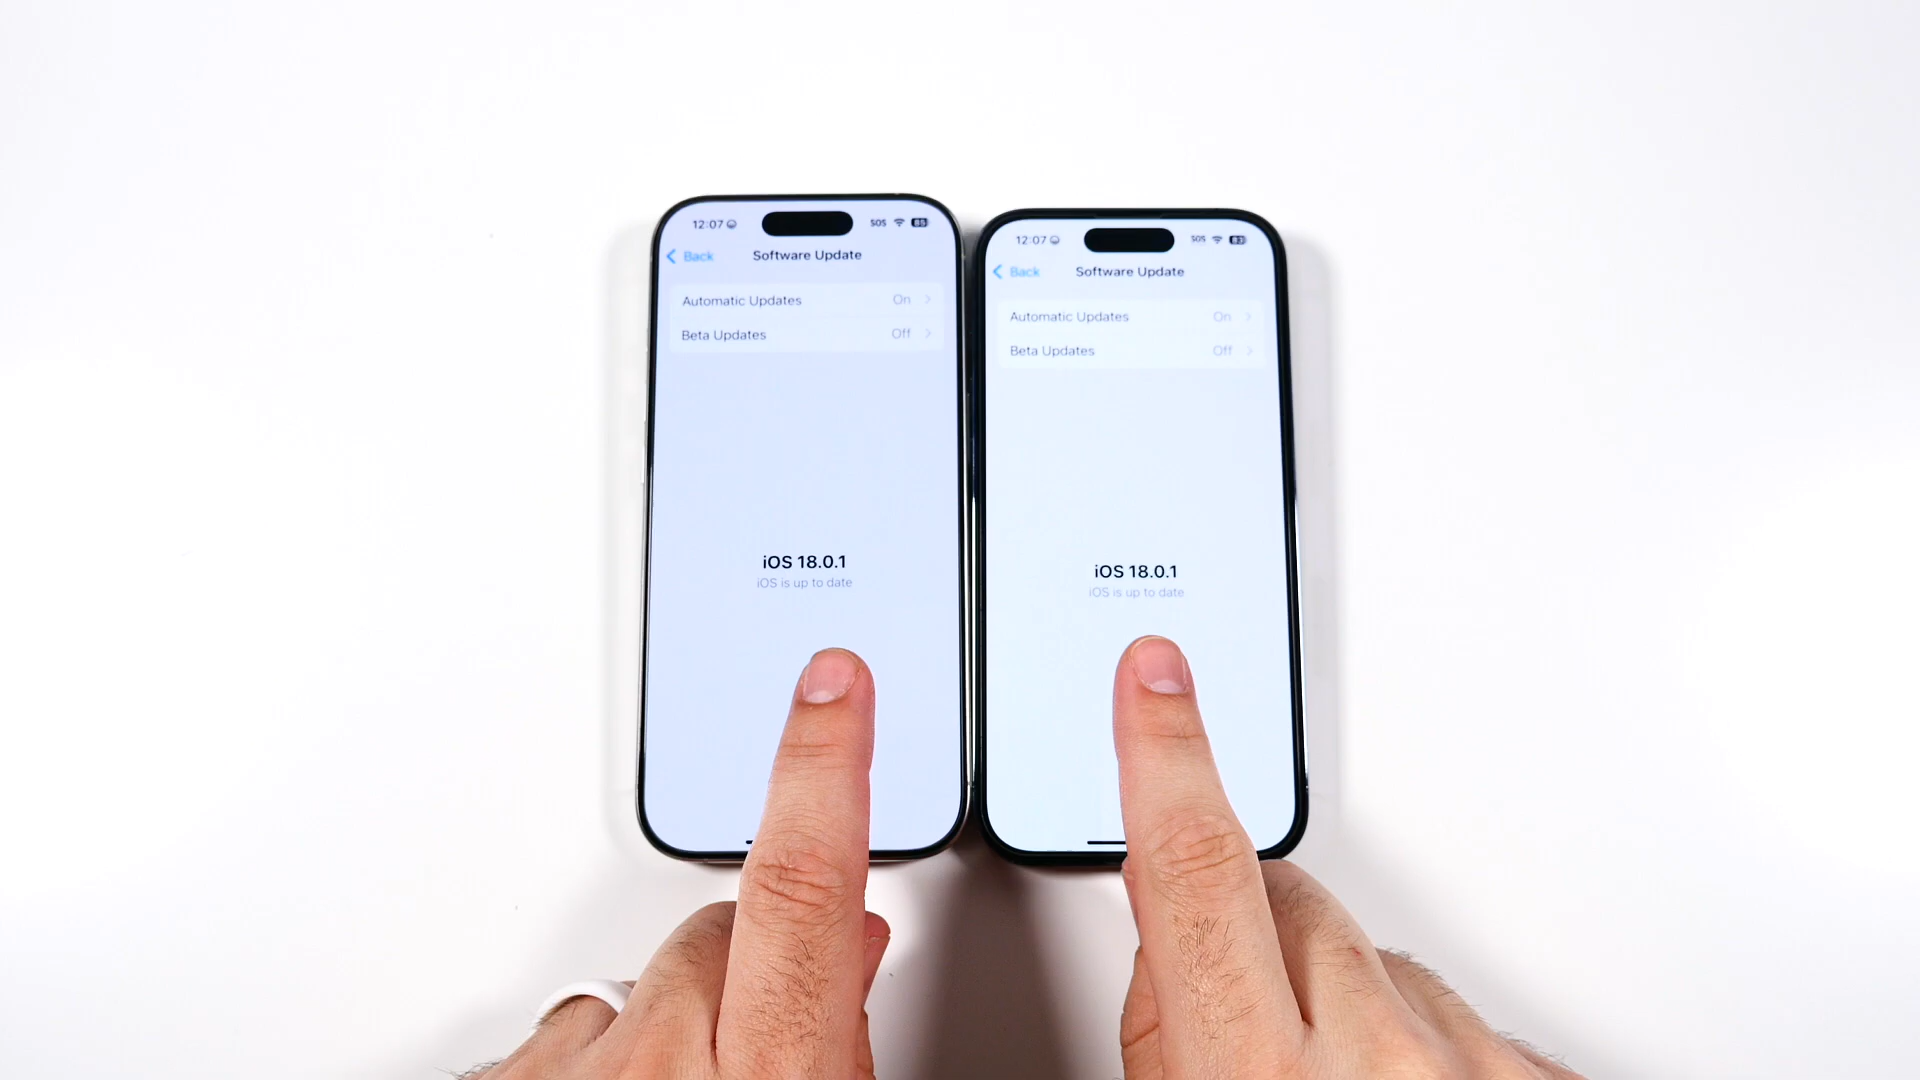 12:07
SOS 85
Back
Software Update
Automatic Updates On
Beta Updates Off
iOS 18.0.1
iOS is up to date
12:07
SOS 83
Back
Software Update
Automatic Updates On
Beta Updates Off
iOS 18.0.1
iOS is up to date